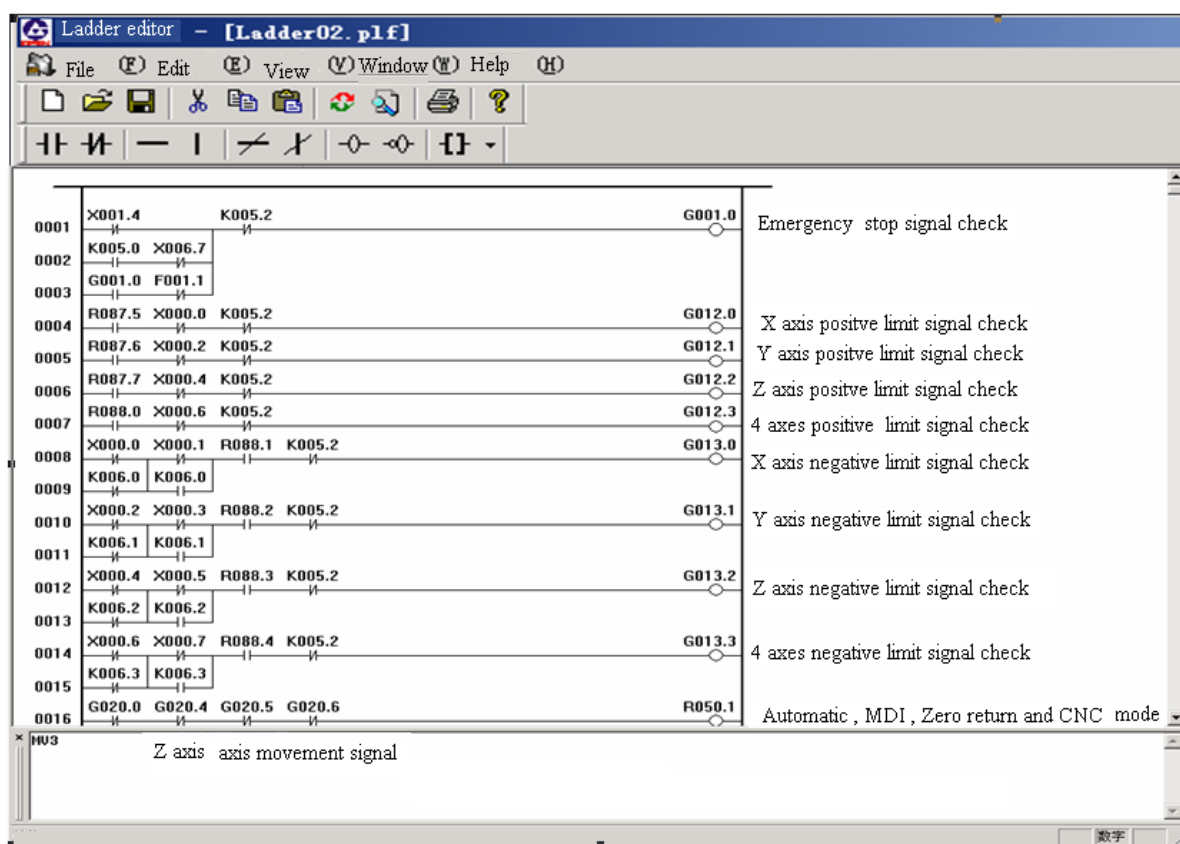 Ladder editor - [Ladder02.plf]
File (F) Edit (E) View (V) Window (W) Help (H)
X001.4 K005.2 G001.0
0001 Emergency stop signal check
K005.0 X006.7
0002
G001.0 F001.1
0003
R087.5 X000.0 K005.2 G012.0
0004 X axis positve limit signal check
R087.6 X000.2 K005.2 G012.1
0005 Y axis positve limit signal check
R087.7 X000.4 K005.2 G012.2
0006 Z axis positve limit signal check
R088.0 X000.6 K005.2 G012.3
0007 4 axes positive limit signal check
X000.0 X000.1 R088.1 K005.2 G013.0
0008 X axis negative limit signal check
K006.0 K006.0
0009
X000.2 X000.3 R088.2 K005.2 G013.1
0010 Y axis negative limit signal check
K006.1 K006.1
0011
X000.4 X000.5 R088.3 K005.2 G013.2
0012 Z axis negative limit signal check
K006.2 K006.2
0013
X000.6 X000.7 R088.4 K005.2 G013.3
0014 4 axes negative limit signal check
K006.3 K006.3
0015
G020.0 G020.4 G020.5 G020.6 R050.1
0016 Automatic , MDI , Zero return and CNC mode
MV3
Z axis axis movement signal
数字